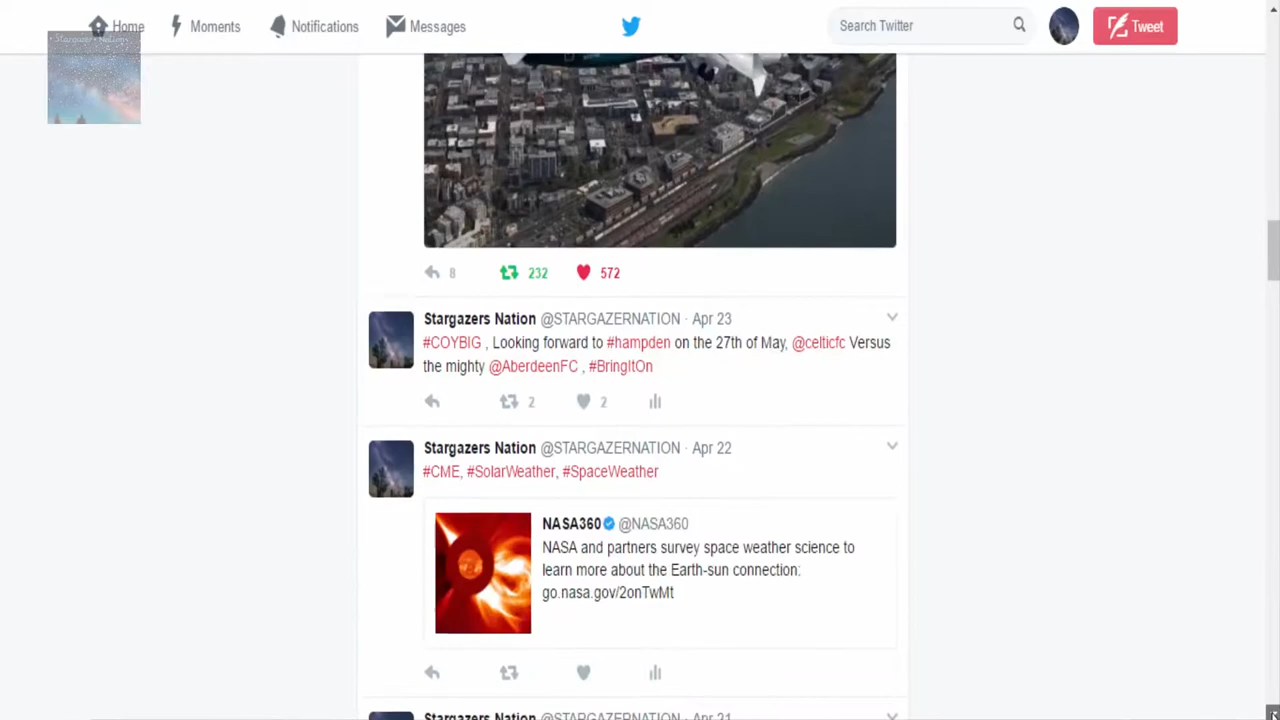 Home Moments Notifications Messages Search Twitter Tweet
Stargazers Nations
8 232 572
Stargazers Nation @STARGAZERNATION · Apr 23
#COYBIG , Looking forward to #hampden on the 27th of May, @celticfc Versus
the mighty @AberdeenFC , #BringItOn
2 2
Stargazers Nation @STARGAZERNATION · Apr 22
#CME, #SolarWeather, #SpaceWeather
NASA360 @NASA360
NASA and partners survey space weather science to
learn more about the Earth-sun connection:
go.nasa.gov/2onTwMt
Stargazers Nation @STARGAZERNATION · Apr 21